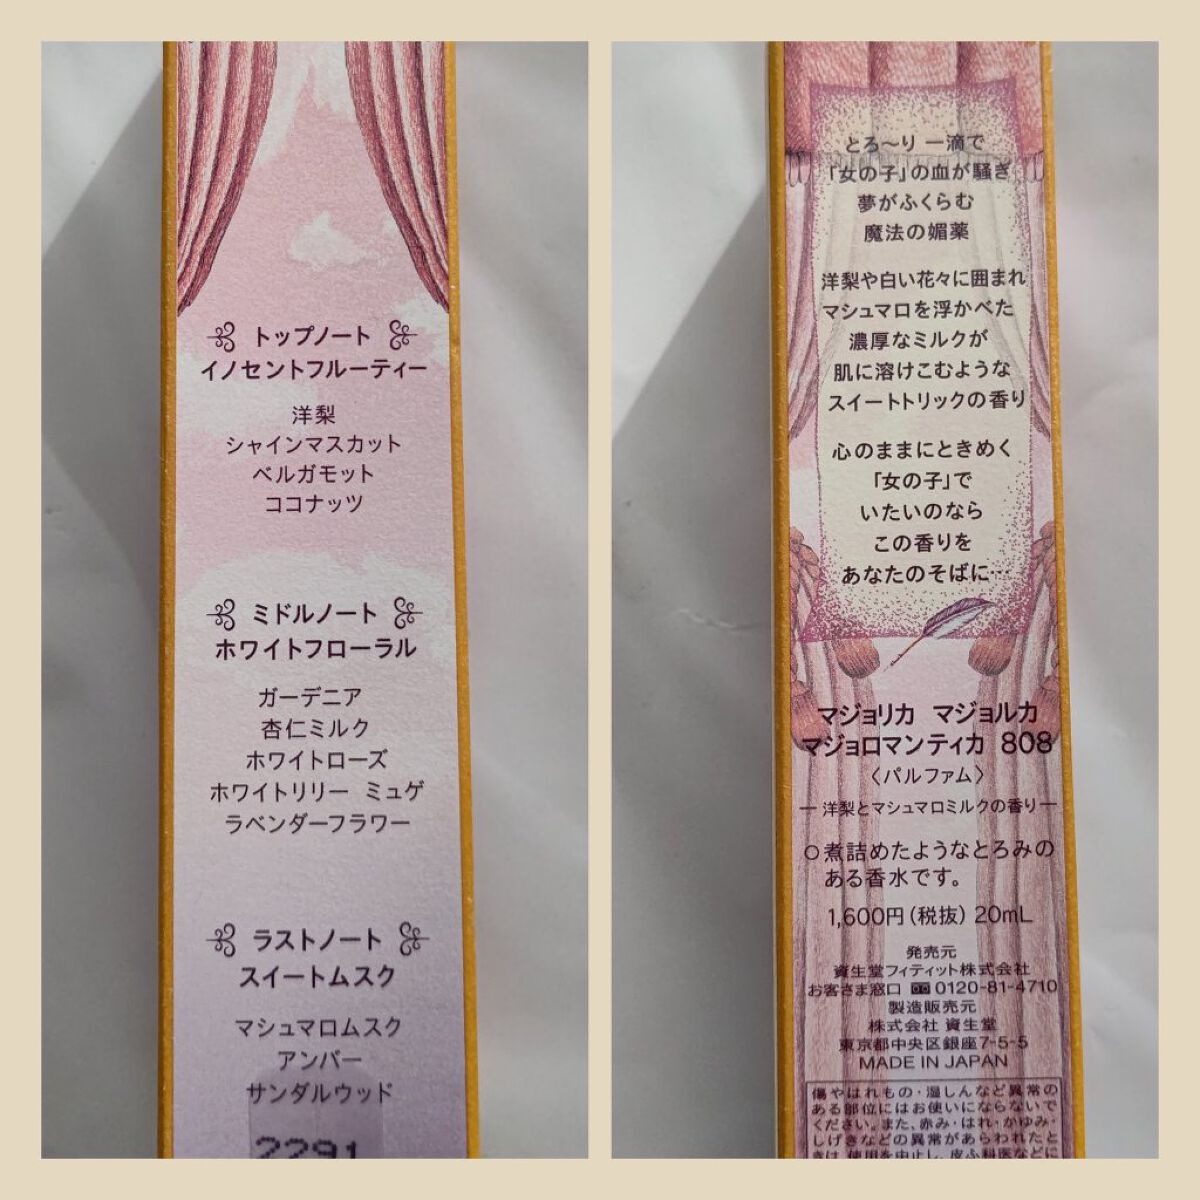 トップノート
イノセントフルーティー
洋梨
シャインマスカット
ベルガモット
ココナッツ
ミドルノート
ホワイトフローラル
ガーデニア
杏仁ミルク
ホワイトローズ
ホワイトリリー ミュゲ
ラベンダーフラワー
ラストノート
スイートムスク
マシュマロムスク
アンバー
サンダルウッド
2291
とろ〜り 一滴で
「女の子」の血が騒ぎ
夢がふくらむ
魔法の媚薬
洋梨や白い花々に囲まれ
マシュマロを浮かべた
濃厚なミルクが
肌に溶けこむような
スイートトリックの香り
心のままにときめく
「女の子」で
いたいのなら
この香りを
あなたのそばに…
マジョリカ マジョルカ
マジョロマンティカ 808
〈パルファム〉
― 洋梨とマシュマロミルクの香り ―
○煮詰めたようなとろみの
ある香水です。
1,600円(税抜) 20mL
発売元
資生堂フィティット株式会社
お客さま窓口 0120-81-4710
製造販売元
株式会社 資生堂
東京都中央区銀座7-5-5
MADE IN JAPAN
傷やはれもの・湿しんなど異常の
ある部位にはお使いにならないで
ください。また、赤み・はれ・かゆみ・
しげきなどの異常があらわれたと
きは、使用を中止し、皮ふ科医などに